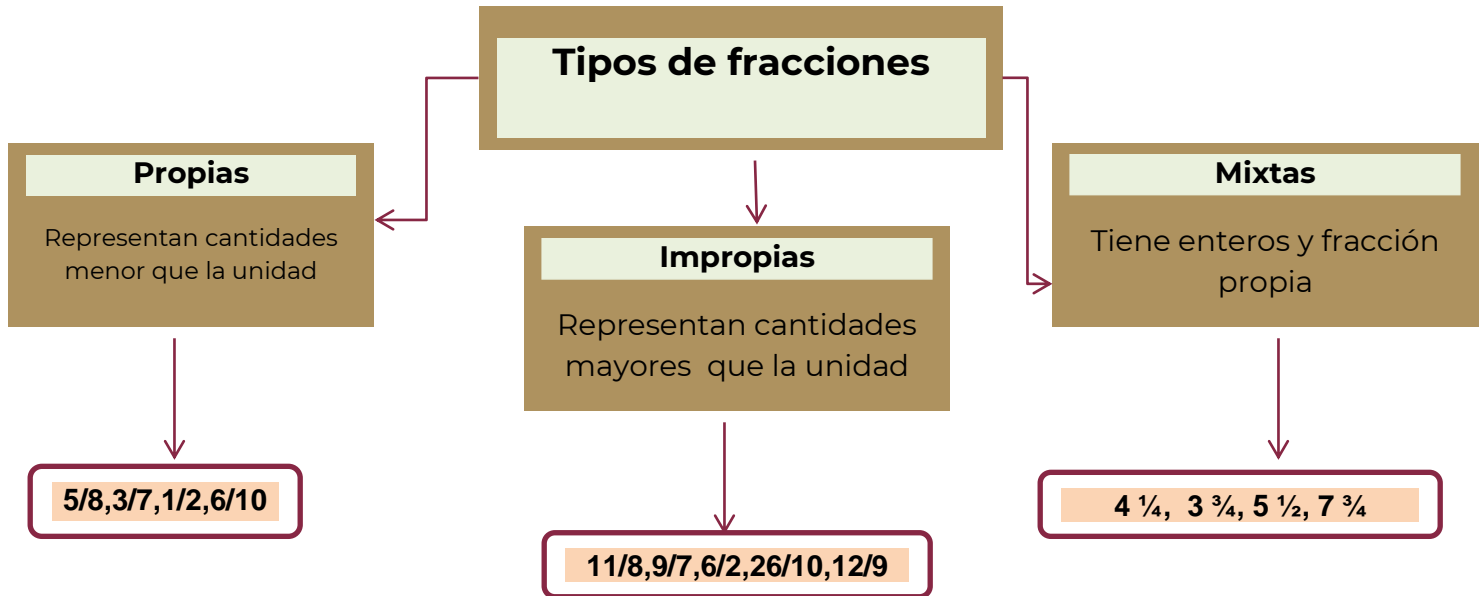 Tipos de fracciones
Propias
Representan cantidades
menor que la unidad
5/8,3/7,1/2,6/10
Impropias
Representan cantidades
mayores  que la unidad
11/8,9/7,6/2,26/10,12/9
Mixtas
Tiene enteros y fracción
propia
4 ¼,  3 ¾, 5 ½, 7 ¾